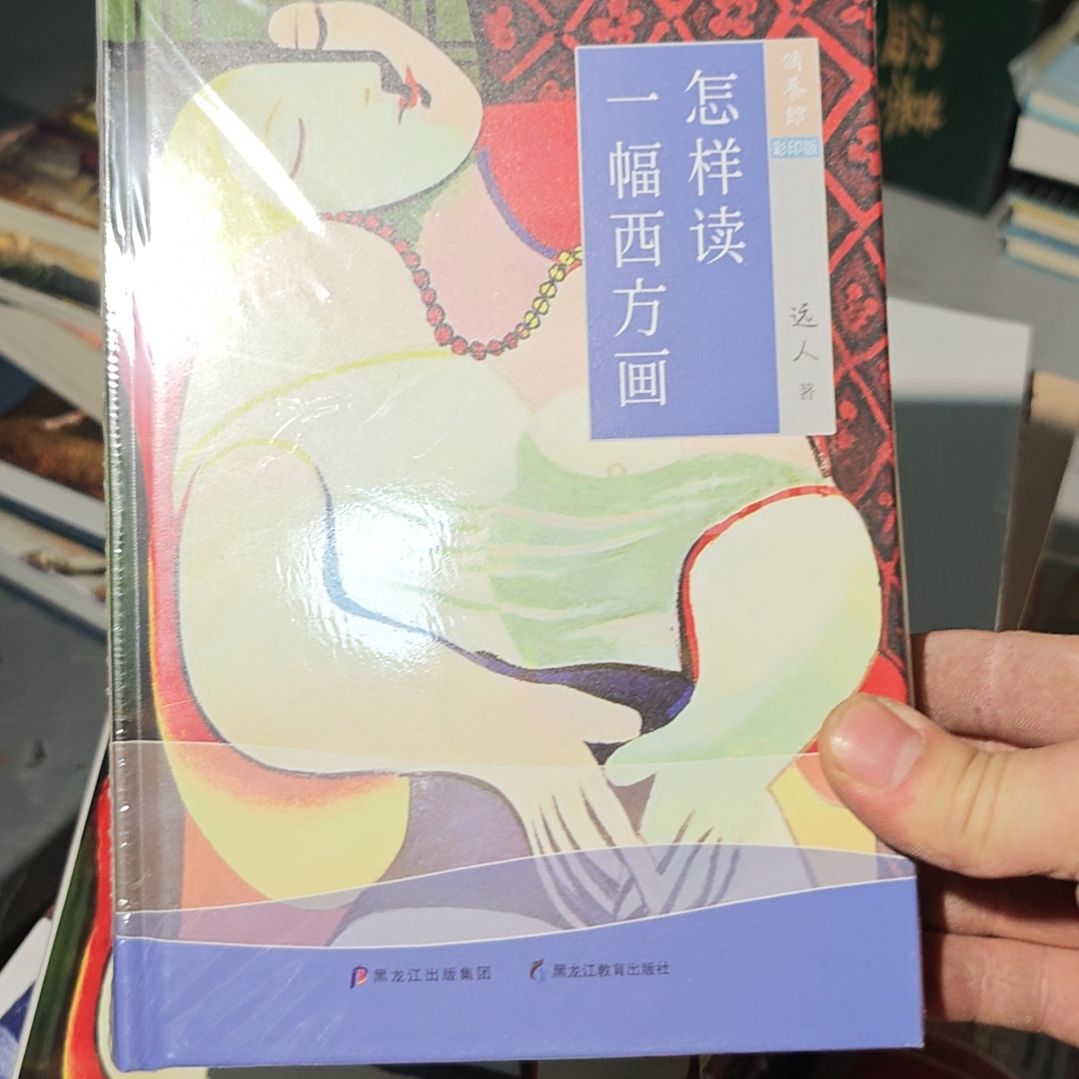 怎样读
一幅西方画
彩印版
远人 著
黑龙江出版集团
黑龙江教育出版社